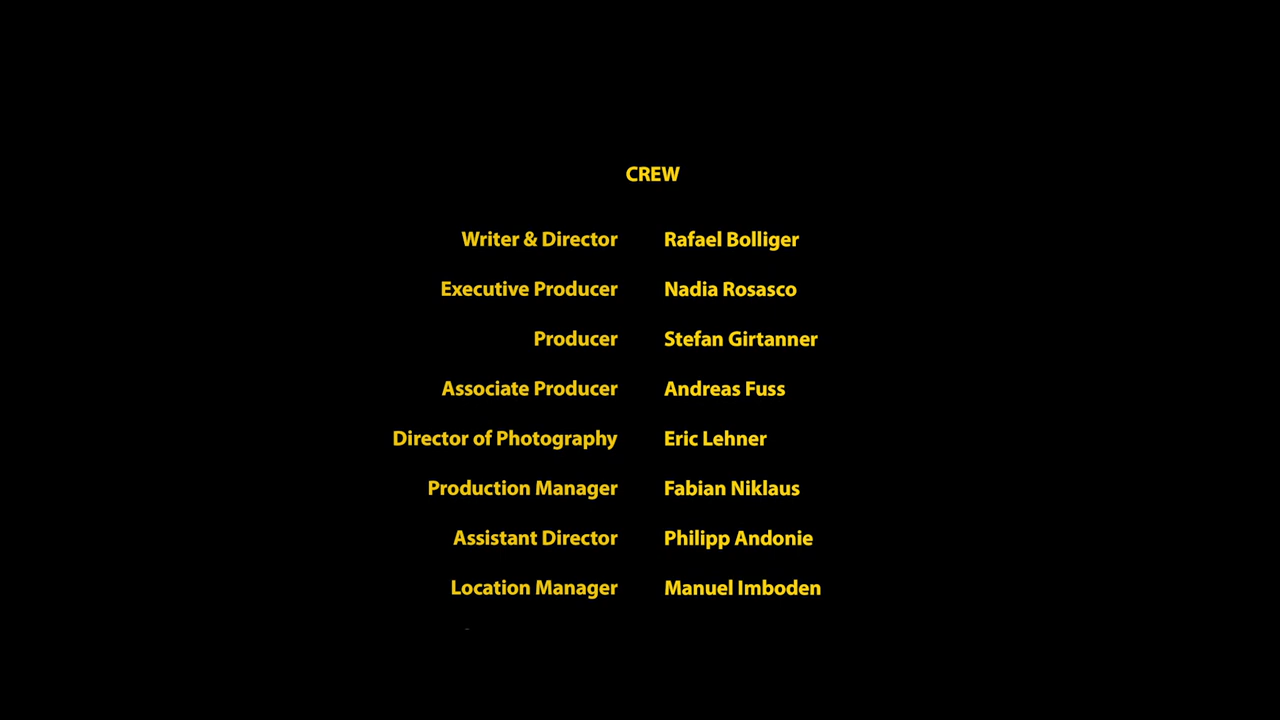 CREW
Writer & Director Rafael Bolliger
Executive Producer Nadia Rosasco
Producer Stefan Girtanner
Associate Producer Andreas Fuss
Director of Photography Eric Lehner
Production Manager Fabian Niklaus
Assistant Director Philipp Andonie
Location Manager Manuel Imboden